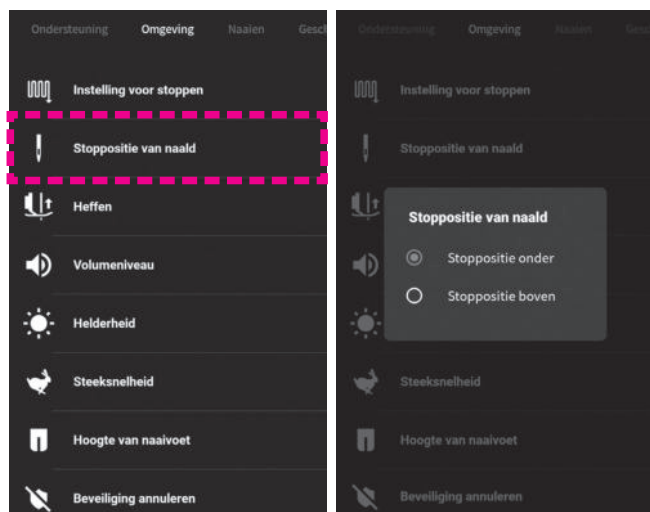 Ondersteuning Omgeving Naaien Gesch
Instelling voor stoppen
Stoppositie van naald
Heffen
Volumeniveau
Helderheid
Steeksnelheid
Hoogte van naaivoet
Beveiliging annuleren
Ondersteuning Omgeving Naaien Gesc
Instelling voor stoppen
Stoppositie van naald
Stoppositie van naald
Stoppositie onder
Stoppositie boven
Steeksnelheid
Hoogte van naaivoet
Beveiliging annuleren